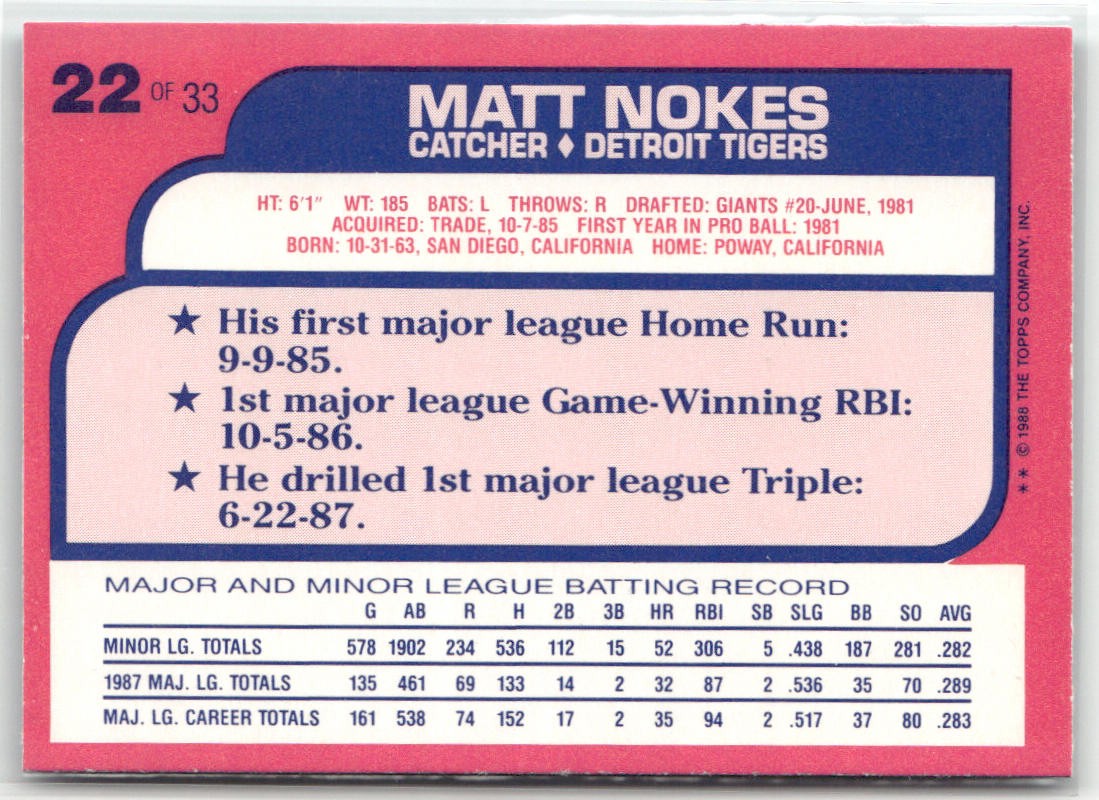 22 OF 33
MATT NOKES
CATCHER ♦ DETROIT TIGERS
HT: 6'1" WT: 185 BATS: L THROWS: R DRAFTED: GIANTS #20-JUNE, 1981
ACQUIRED: TRADE, 10-7-85 FIRST YEAR IN PRO BALL: 1981
BORN: 10-31-63, SAN DIEGO, CALIFORNIA HOME: POWAY, CALIFORNIA
★ His first major league Home Run:
9-9-85.
★ 1st major league Game-Winning RBI:
10-5-86.
★ He drilled 1st major league Triple:
6-22-87.
** © 1988 THE TOPPS COMPANY, INC.
MAJOR AND MINOR LEAGUE BATTING RECORD
G AB R H 2B 3B HR RBI SB SLG BB SO AVG
MINOR LG. TOTALS 578 1902 234 536 112 15 52 306 5 .438 187 281 .282
1987 MAJ. LG. TOTALS 135 461 69 133 14 2 32 87 2 .536 35 70 .289
MAJ. LG. CAREER TOTALS 161 538 74 152 17 2 35 94 2 .517 37 80 .283